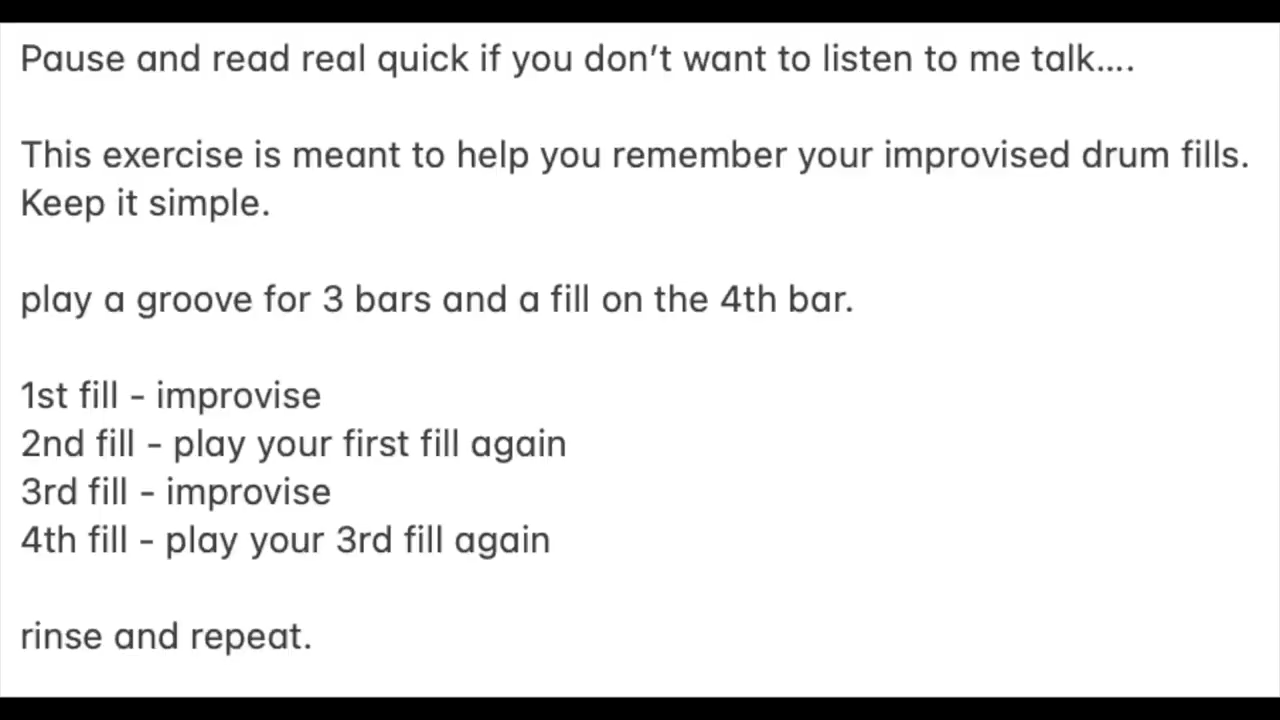 Pause and read real quick if you don’t want to listen to me talk....
This exercise is meant to help you remember your improvised drum fills.
Keep it simple.
play a groove for 3 bars and a fill on the 4th bar.
1st fill - improvise
2nd fill - play your first fill again
3rd fill - improvise
4th fill - play your 3rd fill again
rinse and repeat.